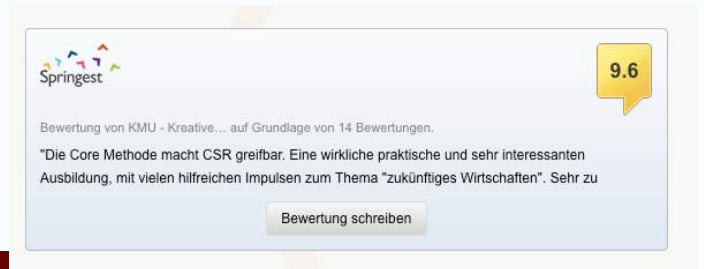 Springest
9.6
Bewertung von KMU - Kreative... auf Grundlage von 14 Bewertungen.
"Die Core Methode macht CSR greifbar. Eine wirkliche praktische und sehr interessanten
Ausbildung, mit vielen hilfreichen Impulsen zum Thema "zukünftiges Wirtschaften". Sehr zu
Bewertung schreiben